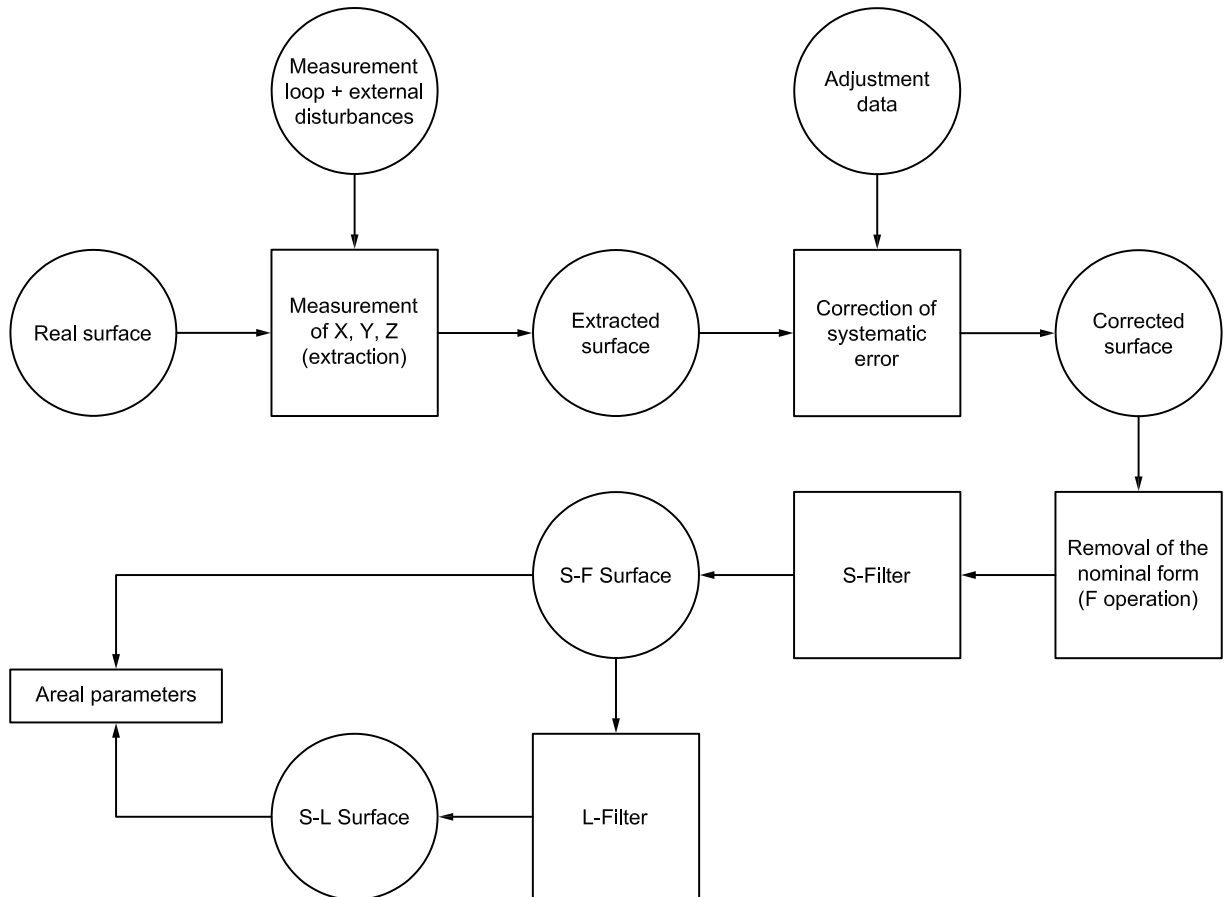 Measurement
loop + external
disturbances
Adjustment
data
Real surface
Measurement
of X, Y, Z
(extraction)
Extracted
surface
Correction of
systematic
error
Corrected
surface
S-F Surface
S-Filter
Removal of the
nominal form
(F operation)
Areal parameters
S-L Surface
L-Filter